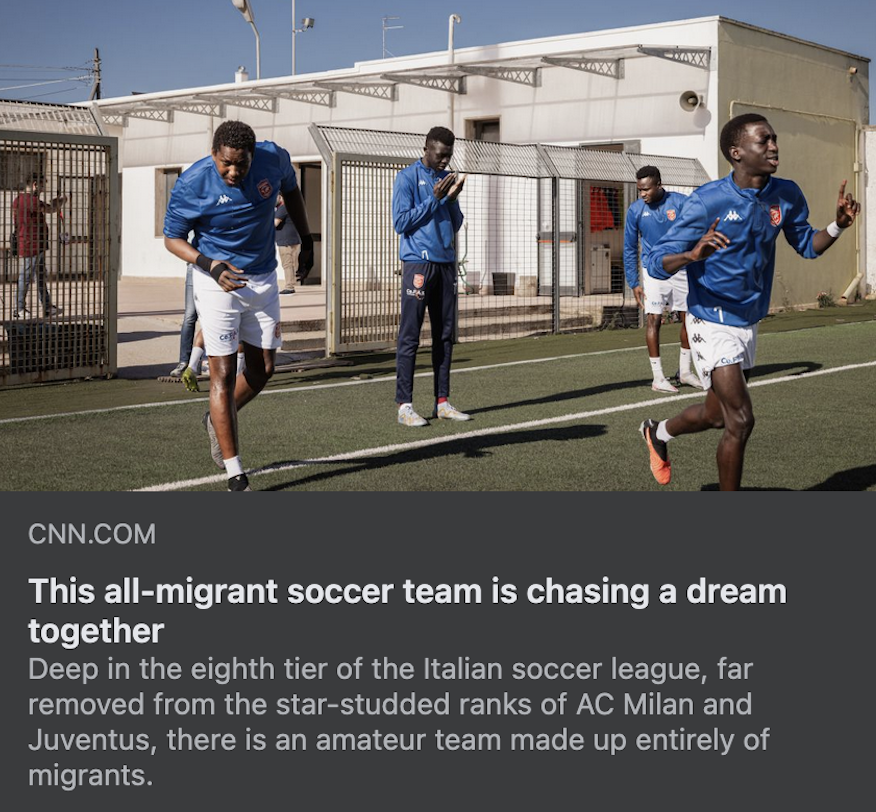 CNN.COM
This all-migrant soccer team is chasing a dream
together
Deep in the eighth tier of the Italian soccer league, far
removed from the star-studded ranks of AC Milan and
Juventus, there is an amateur team made up entirely of
migrants.